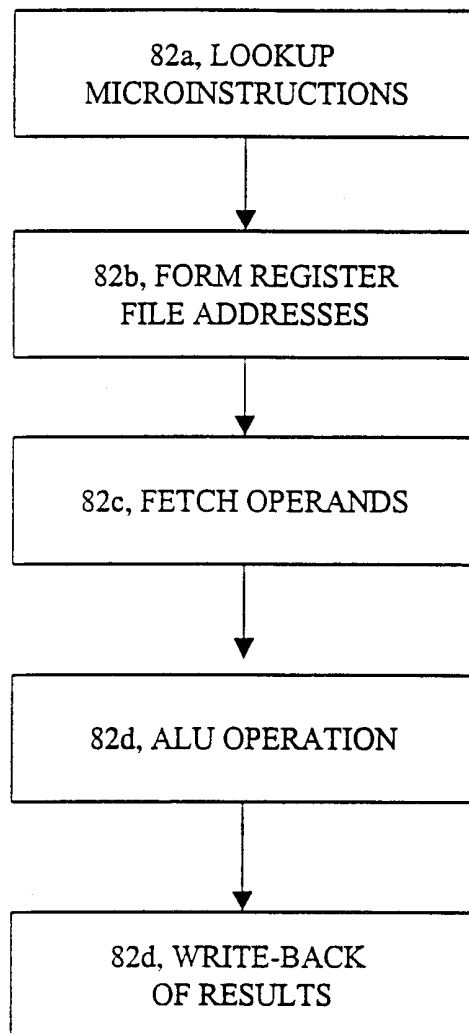 82a, LOOKUP
MICROINSTRUCTIONS
82b, FORM REGISTER
FILE ADDRESSES
82c, FETCH OPERANDS
82d, ALU OPERATION
82d, WRITE-BACK
OF RESULTS